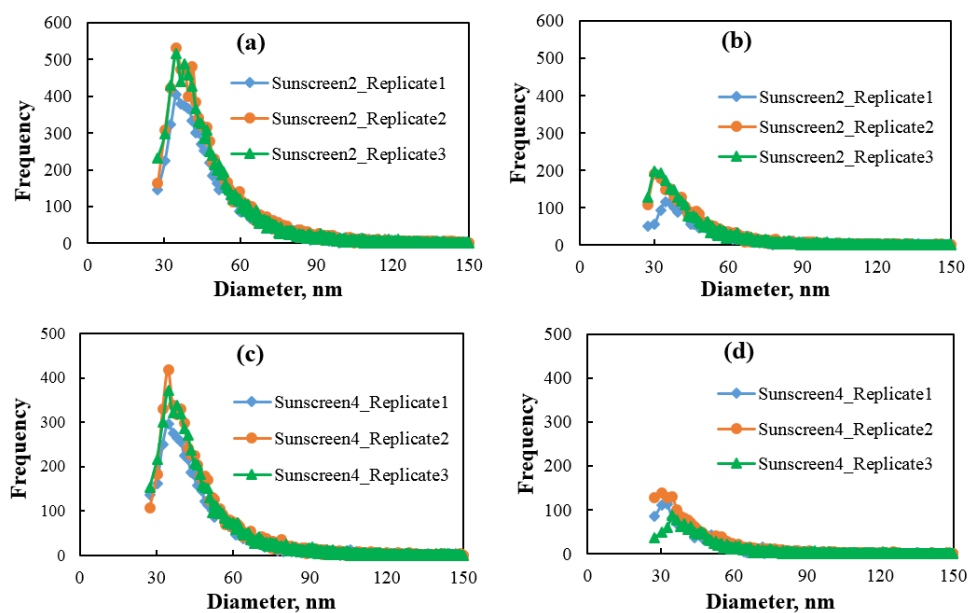 (a)
600
500
400
300
200
100
0
Frequency
Sunscreen2_Replicate1
Sunscreen2_Replicate2
Sunscreen2_Replicate3
0 30 60 90 120 150
Diameter, nm
(b)
600
500
400
300
200
100
0
Frequency
Sunscreen2_Replicate1
Sunscreen2_Replicate2
Sunscreen2_Replicate3
0 30 60 90 120 150
Diameter, nm
(c)
500
400
300
200
100
0
Frequency
Sunscreen4_Replicate1
Sunscreen4_Replicate2
Sunscreen4_Replicate3
0 30 60 90 120 150
Diameter, nm
(d)
500
400
300
200
100
0
Frequency
Sunscreen4_Replicate1
Sunscreen4_Replicate2
Sunscreen4_Replicate3
0 30 60 90 120 150
Diameter, nm